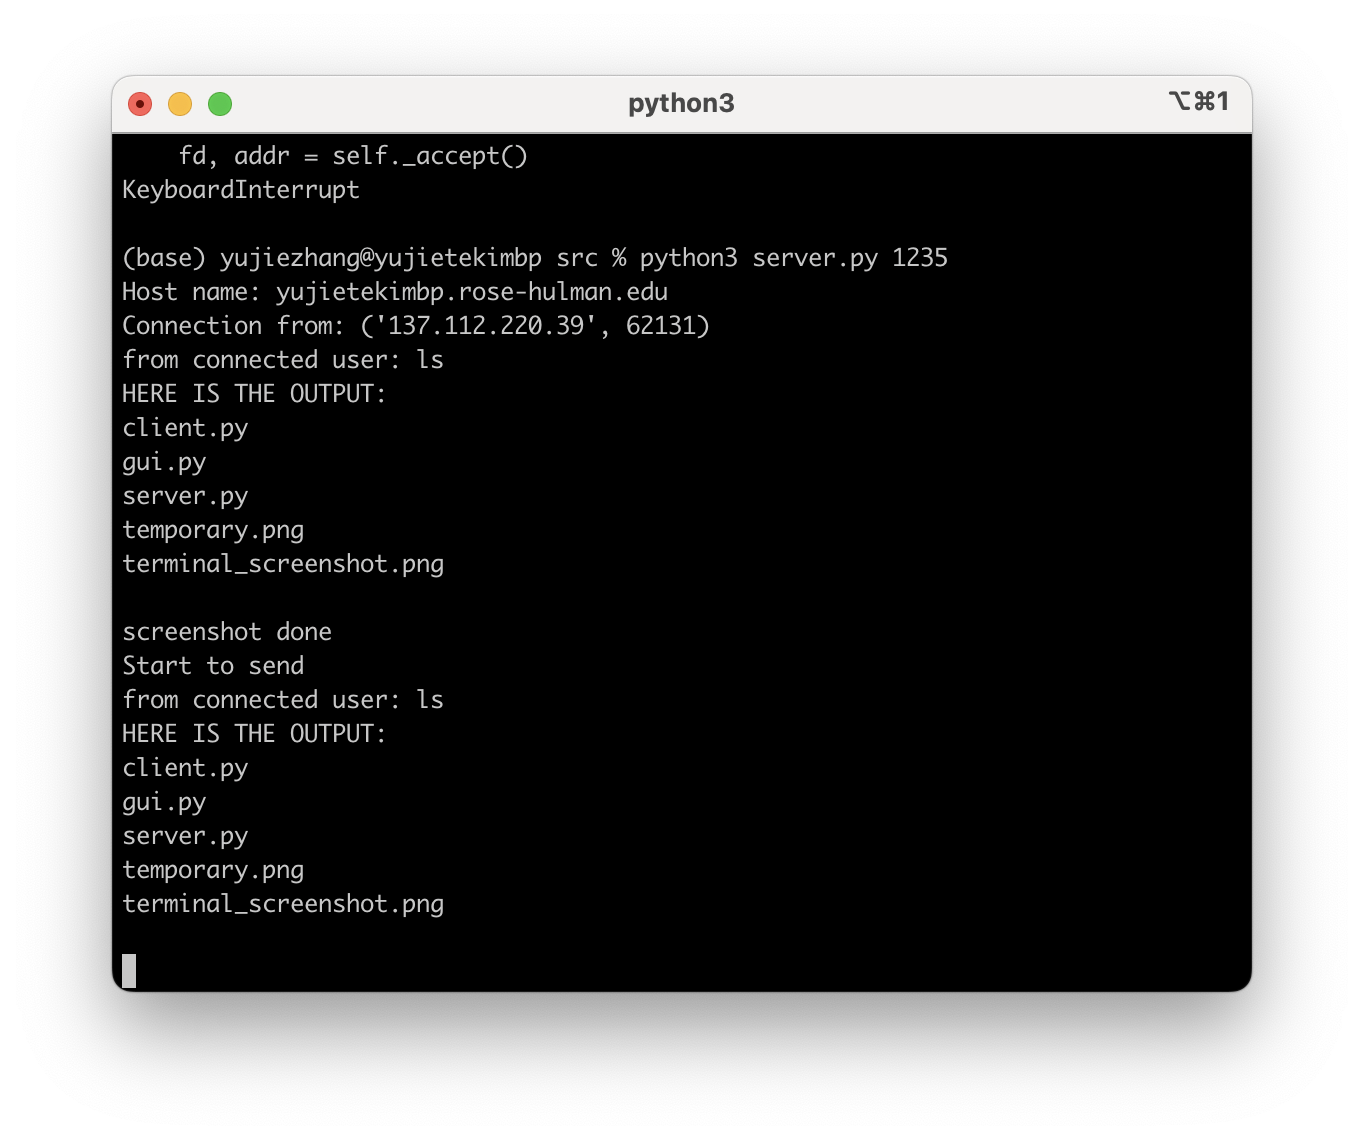 python3
⌥⌘1
    fd, addr = self._accept()
KeyboardInterrupt

(base) yujiezhang@yujietekimbp src % python3 server.py 1235
Host name: yujietekimbp.rose-hulman.edu
Connection from: ('137.112.220.39', 62131)
from connected user: ls
HERE IS THE OUTPUT:
client.py
gui.py
server.py
temporary.png
terminal_screenshot.png

screenshot done
Start to send
from connected user: ls
HERE IS THE OUTPUT:
client.py
gui.py
server.py
temporary.png
terminal_screenshot.png